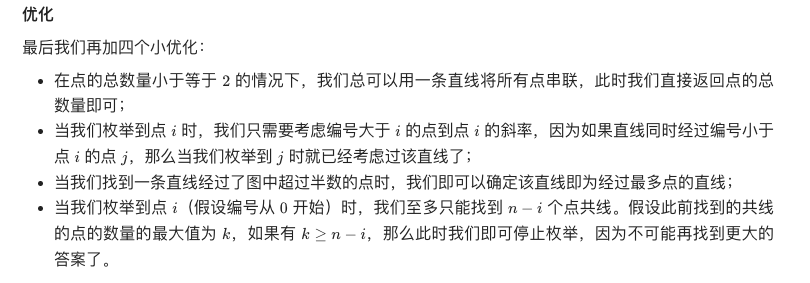 优化
最后我们再加四个小优化：
• 在点的总数量小于等于 2 的情况下，我们总可以用一条直线将所有点串联，此时我们直接返回点的总
数量即可；
• 当我们枚举到点 i 时，我们只需要考虑编号大于 i 的点到点 i 的斜率，因为如果直线同时经过编号小于
点 i 的点 j，那么当我们枚举到 j 时就已经考虑过该直线了；
• 当我们找到一条直线经过了图中超过半数的点时，我们即可以确定该直线即为经过最多点的直线；
• 当我们枚举到点 i（假设编号从 0 开始）时，我们至多只能找到 n − i 个点共线。假设此前找到的共线
的点的数量的最大值为 k，如果有 k ≥ n − i，那么此时我们即可停止枚举，因为不可能再找到更大的
答案了。